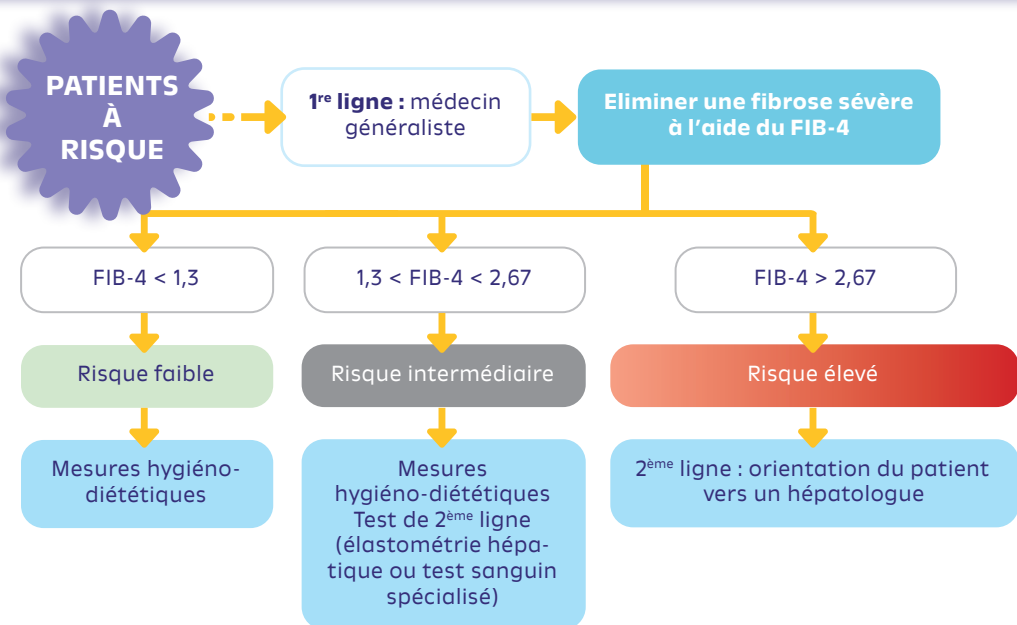 PATIENTS
À
RISQUE
1re ligne : médecin
généraliste
Eliminer une fibrose sévère
à l'aide du FIB-4
FIB-4 < 1,3
1,3 < FIB-4 < 2,67
FIB-4 > 2,67
Risque faible
Risque intermédiaire
Risque élevé
Mesures hygiéno-
diététiques
Mesures
hygiéno-diététiques
Test de 2ème ligne
(élastométrie hépa-
tique ou test sanguin
spécialisé)
2ème ligne : orientation du patient
vers un hépatologue